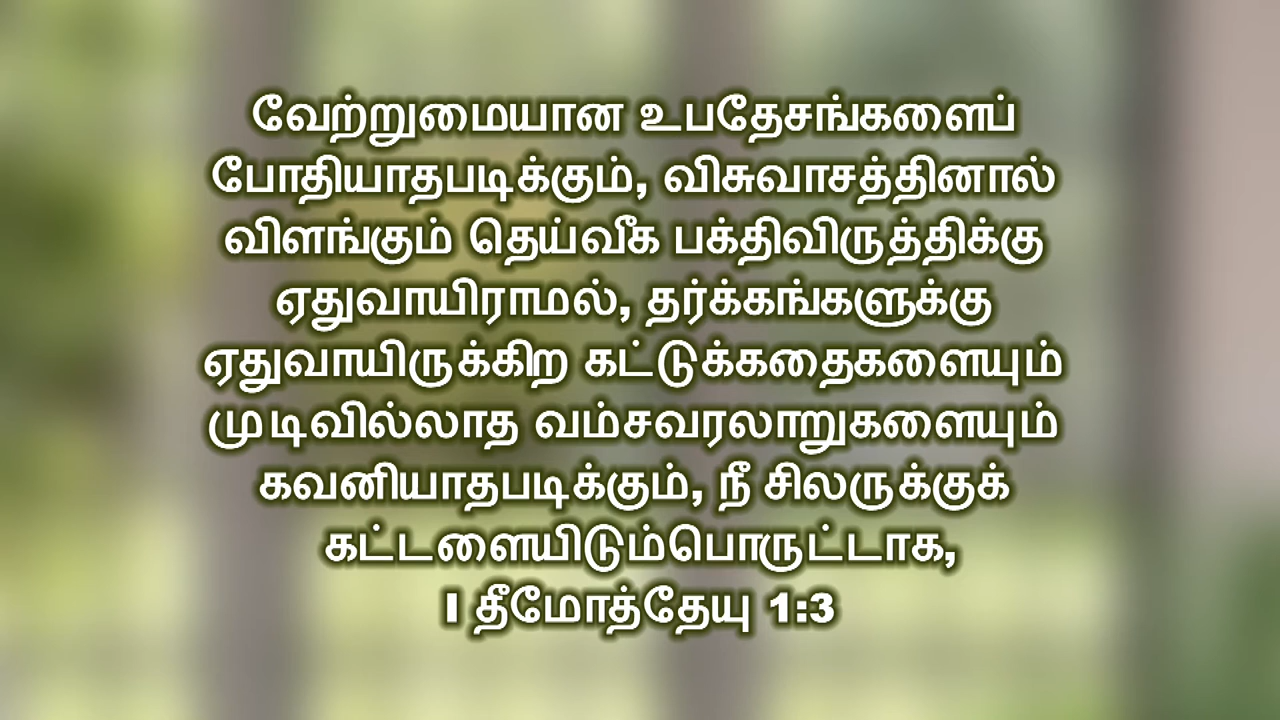 வேற்றுமையான உபதேசங்களைப்
போதியாதபடிக்கும், விசுவாசத்தினால்
விளங்கும் தெய்வீக பக்திவிருத்திக்கு
ஏதுவாயிராமல், தர்க்கங்களுக்கு
ஏதுவாயிருக்கிற கட்டுக்கதைகளையும்
முடிவில்லாத வம்சவரலாறுகளையும்
கவனியாதபடிக்கும், நீ சிலருக்குக்
கட்டளையிடும்பொருட்டாக,
I தீமோத்தேயு 1:3